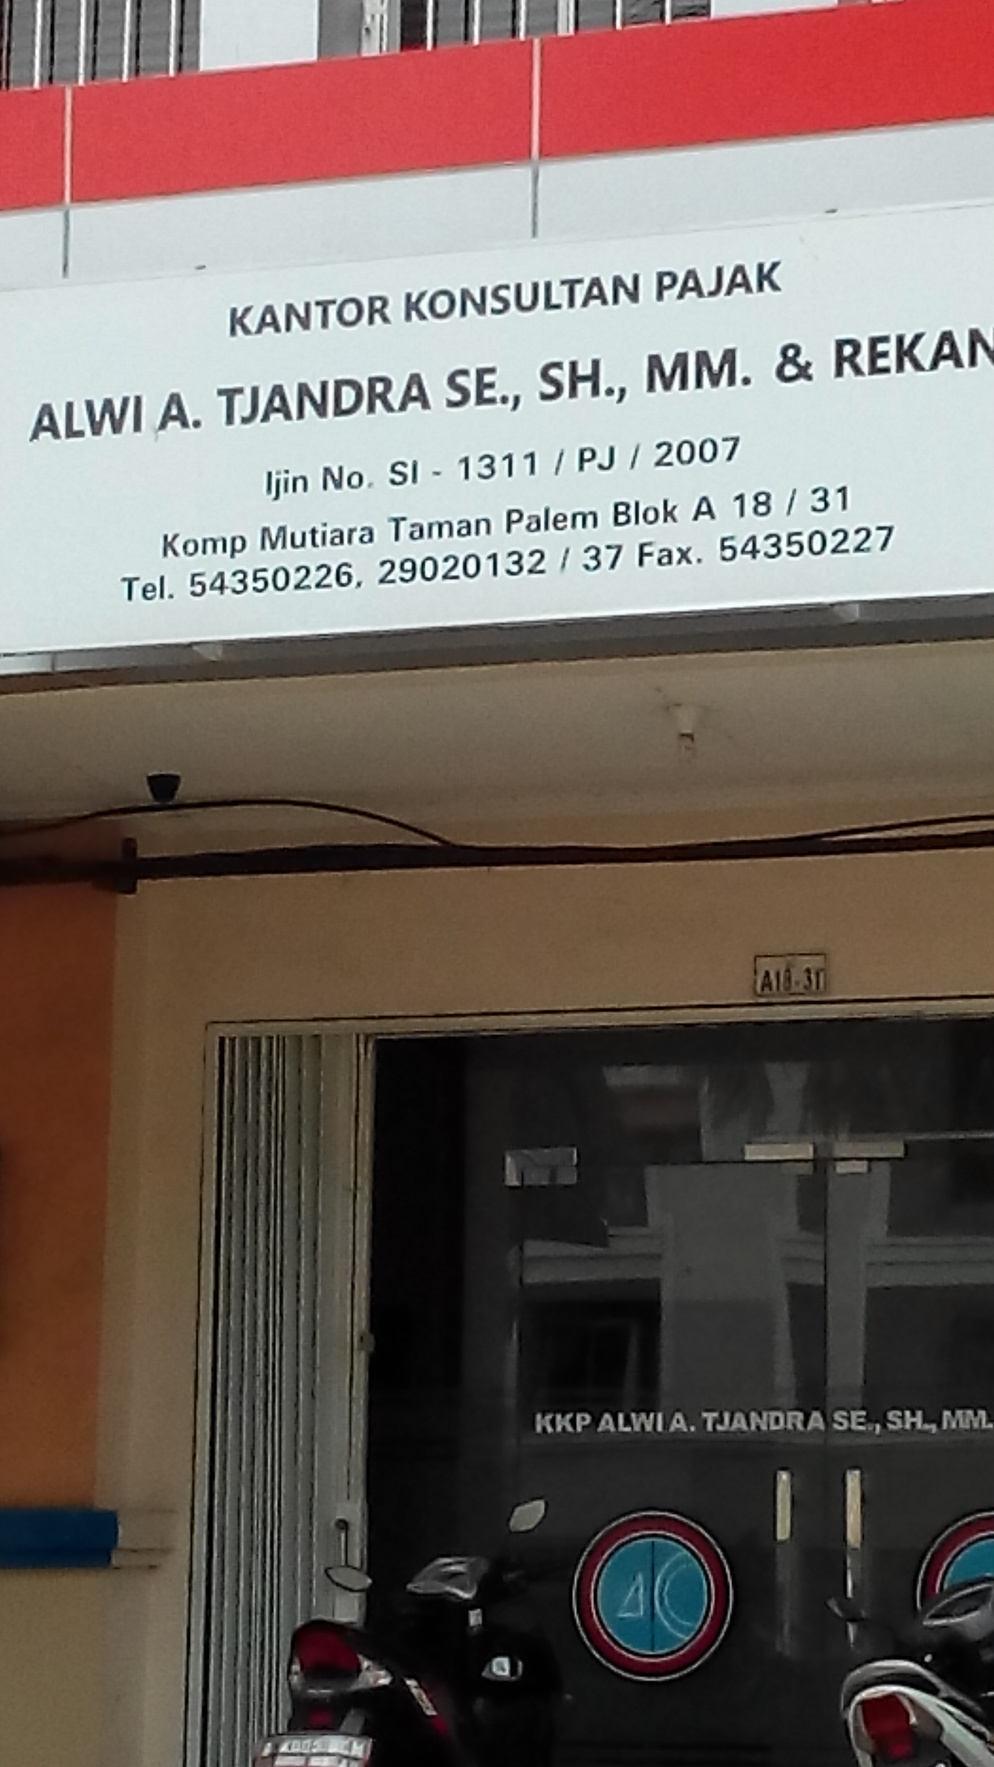 KANTOR KONSULTAN PAJAK
ALWI A. TJANDRA SE., SH., MM. & REKAN
Ijin No. SI - 1311 / PJ / 2007
Komp Mutiara Taman Palem Blok A 18 / 31
Tel. 54350226, 29020132 / 37 Fax. 54350227
A18-31
KKP ALWI A. TJANDRA SE., SH., MM.